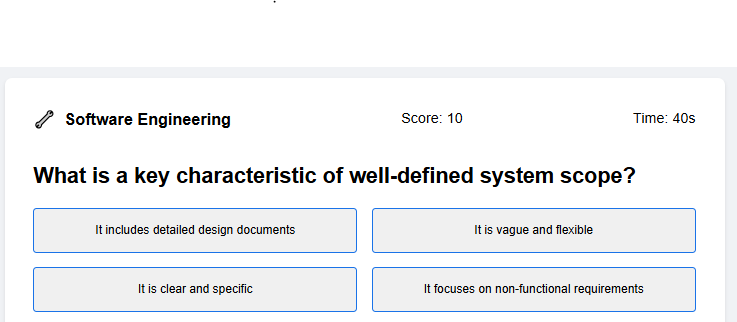 Software Engineering Score: 10 Time: 40s
What is a key characteristic of well-defined system scope?
It includes detailed design documents It is vague and flexible
It is clear and specific It focuses on non-functional requirements